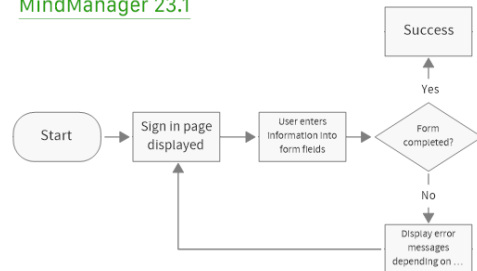 MindManager 23.1
Success
Yes
Start
Sign in page
displayed
User enters
information into
form fields
Form
completed?
No
Display error
messages
depending on ...